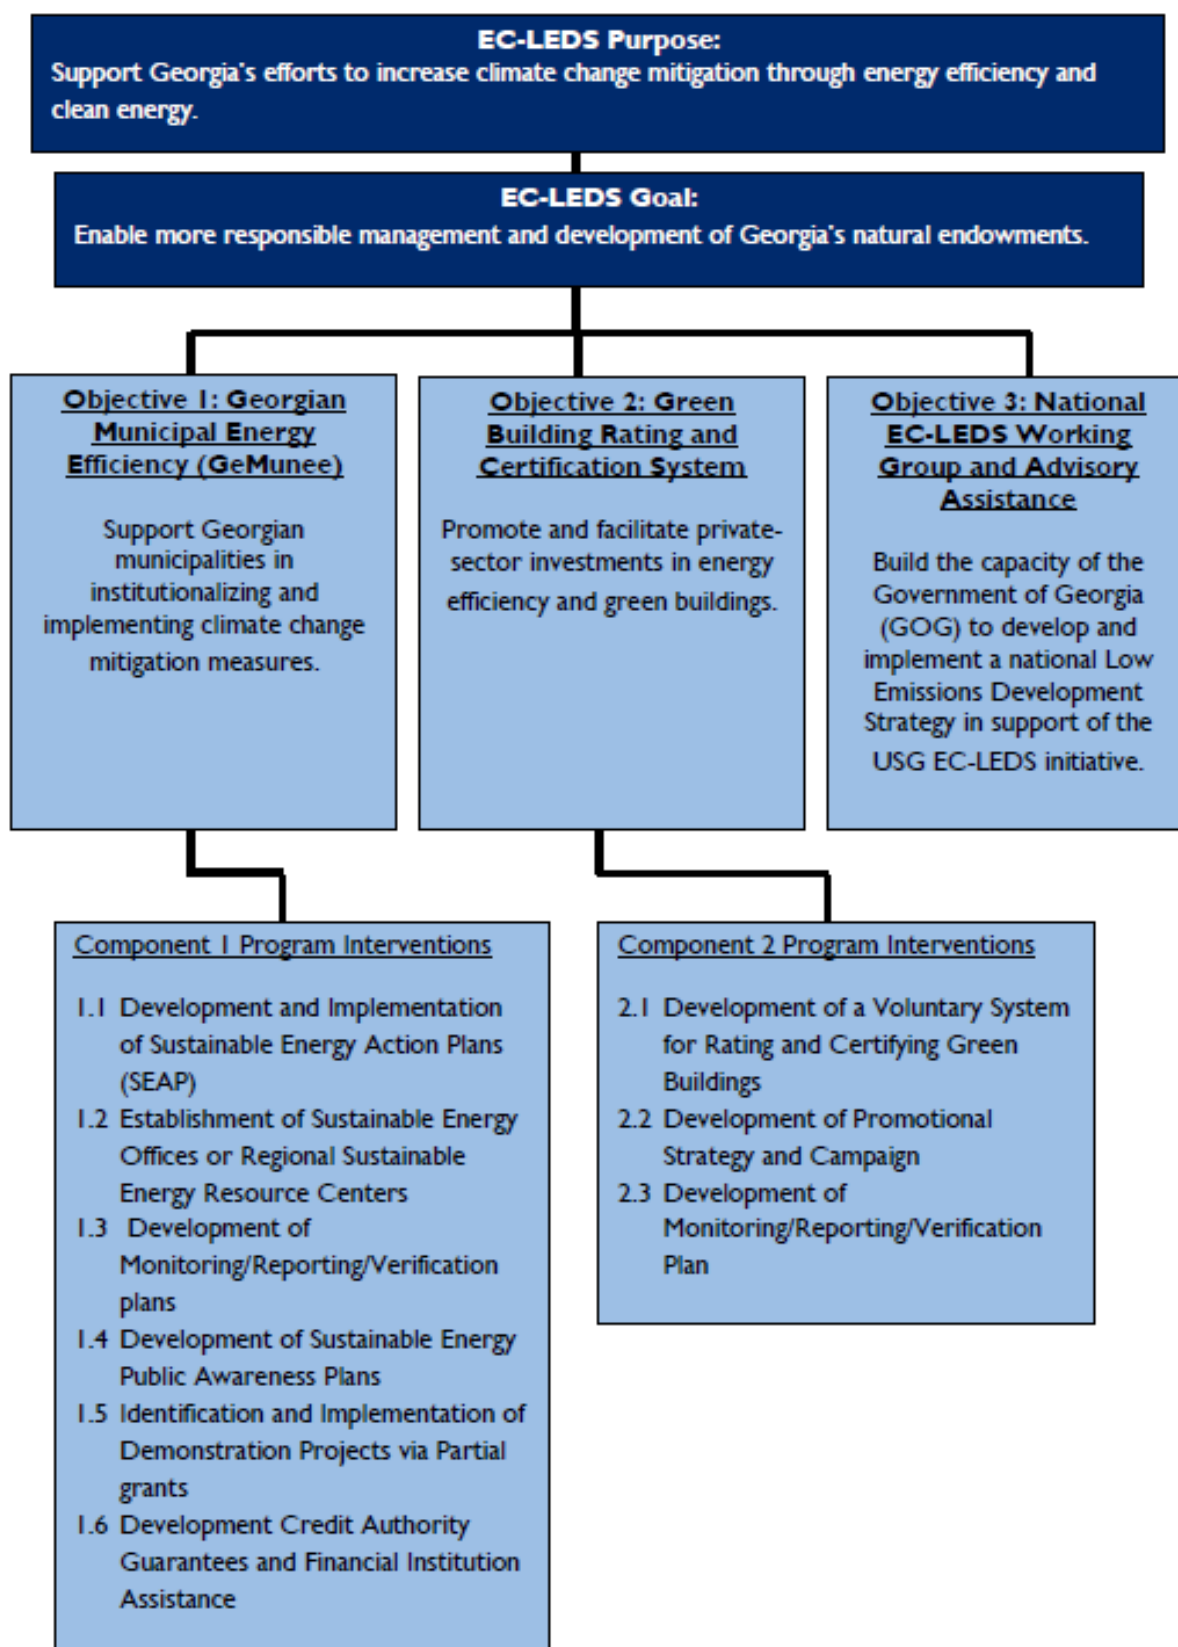 EC-LEDS Purpose:
Support Georgia's efforts to increase climate change mitigation through energy efficiency and
clean energy.
EC-LEDS Goal:
Enable more responsible management and development of Georgia's natural endowments.
Objective 1: Georgian
Municipal Energy
Efficiency (GeMunee)
Support Georgian
municipalities in
institutionalizing and
implementing climate change
mitigation measures.
Objective 2: Green
Building Rating and
Certification System
Promote and facilitate private-
sector investments in energy
efficiency and green buildings.
Objective 3: National
EC-LEDS Working
Group and Advisory
Assistance
Build the capacity of the
Government of Georgia
(GOG) to develop and
implement a national Low
Emissions Development
Strategy in support of the
USG EC-LEDS initiative.
Component 1 Program Interventions
1.1 Development and Implementation
of Sustainable Energy Action Plans
(SEAP)
1.2 Establishment of Sustainable Energy
Offices or Regional Sustainable
Energy Resource Centers
1.3 Development of
Monitoring/Reporting/Verification
plans
1.4 Development of Sustainable Energy
Public Awareness Plans
1.5 Identification and Implementation of
Demonstration Projects via Partial
grants
1.6 Development Credit Authority
Guarantees and Financial Institution
Assistance
Component 2 Program Interventions
2.1 Development of a Voluntary System
for Rating and Certifying Green
Buildings
2.2 Development of Promotional
Strategy and Campaign
2.3 Development of
Monitoring/Reporting/Verification
Plan